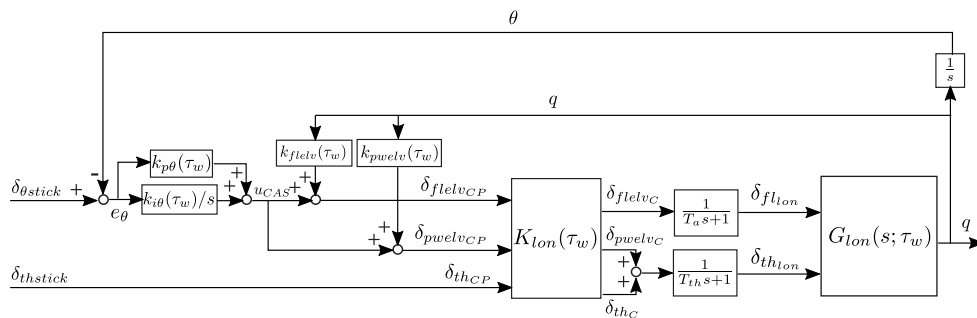 θ
1/s
q
k_{flelv}(τ_w)
k_{pwelv}(τ_w)
k_{pθ}(τ_w)
-
δ_{θstick}
+
e_θ
k_{iθ}(τ_w)/s
+ +
u_{CAS}
+ +
δ_{flelv_{CP}}
K_{lon}(τ_w)
δ_{flelv_C}
1/(T_a s+1)
δ_{fl_{lon}}
G_{lon}(s; τ_w)
q
+ +
δ_{pwelv_{CP}}
δ_{pwelv_C}
+
+
1/(T_{th} s+1)
δ_{th_{lon}}
δ_{thstick}
δ_{th_{CP}}
δ_{th_C}